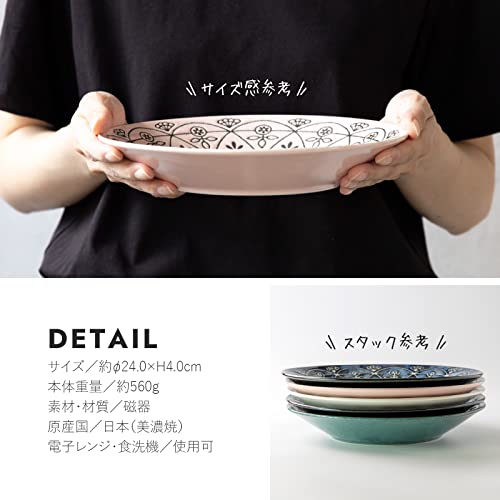 サイズ感参考
DETAIL
サイズ／約φ24.0×H4.0cm
本体重量／約560g
素材・材質／磁器
原産国／日本（美濃焼）
電子レンジ・食洗機／使用可
スタック参考